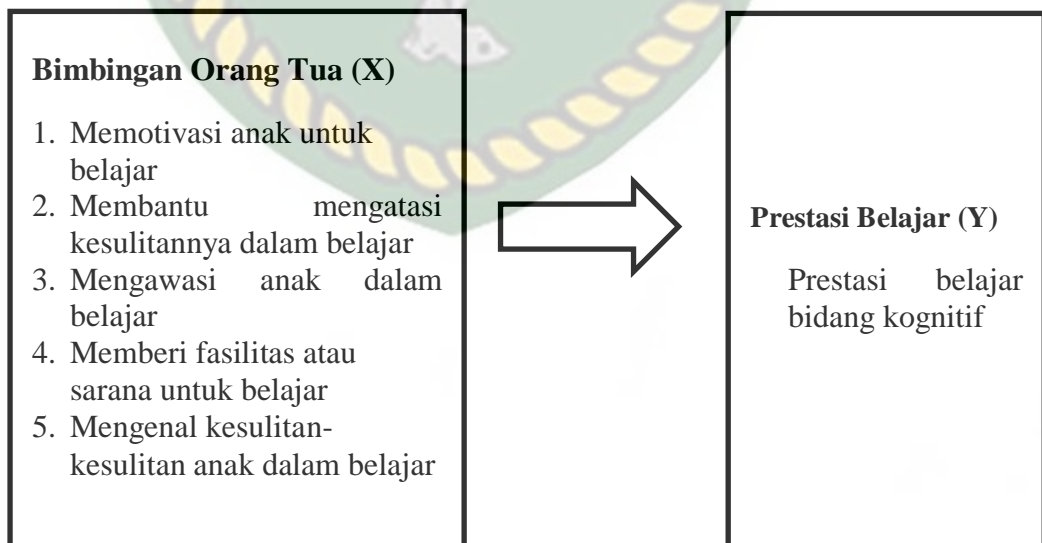 Bimbingan Orang Tua (X)
1. Memotivasi anak untuk
belajar
2. Membantu mengatasi
kesulitannya dalam belajar
3. Mengawasi anak dalam
belajar
4. Memberi fasilitas atau
sarana untuk belajar
5. Mengenal kesulitan-
kesulitan anak dalam belajar
Prestasi Belajar (Y)
Prestasi belajar
bidang kognitif